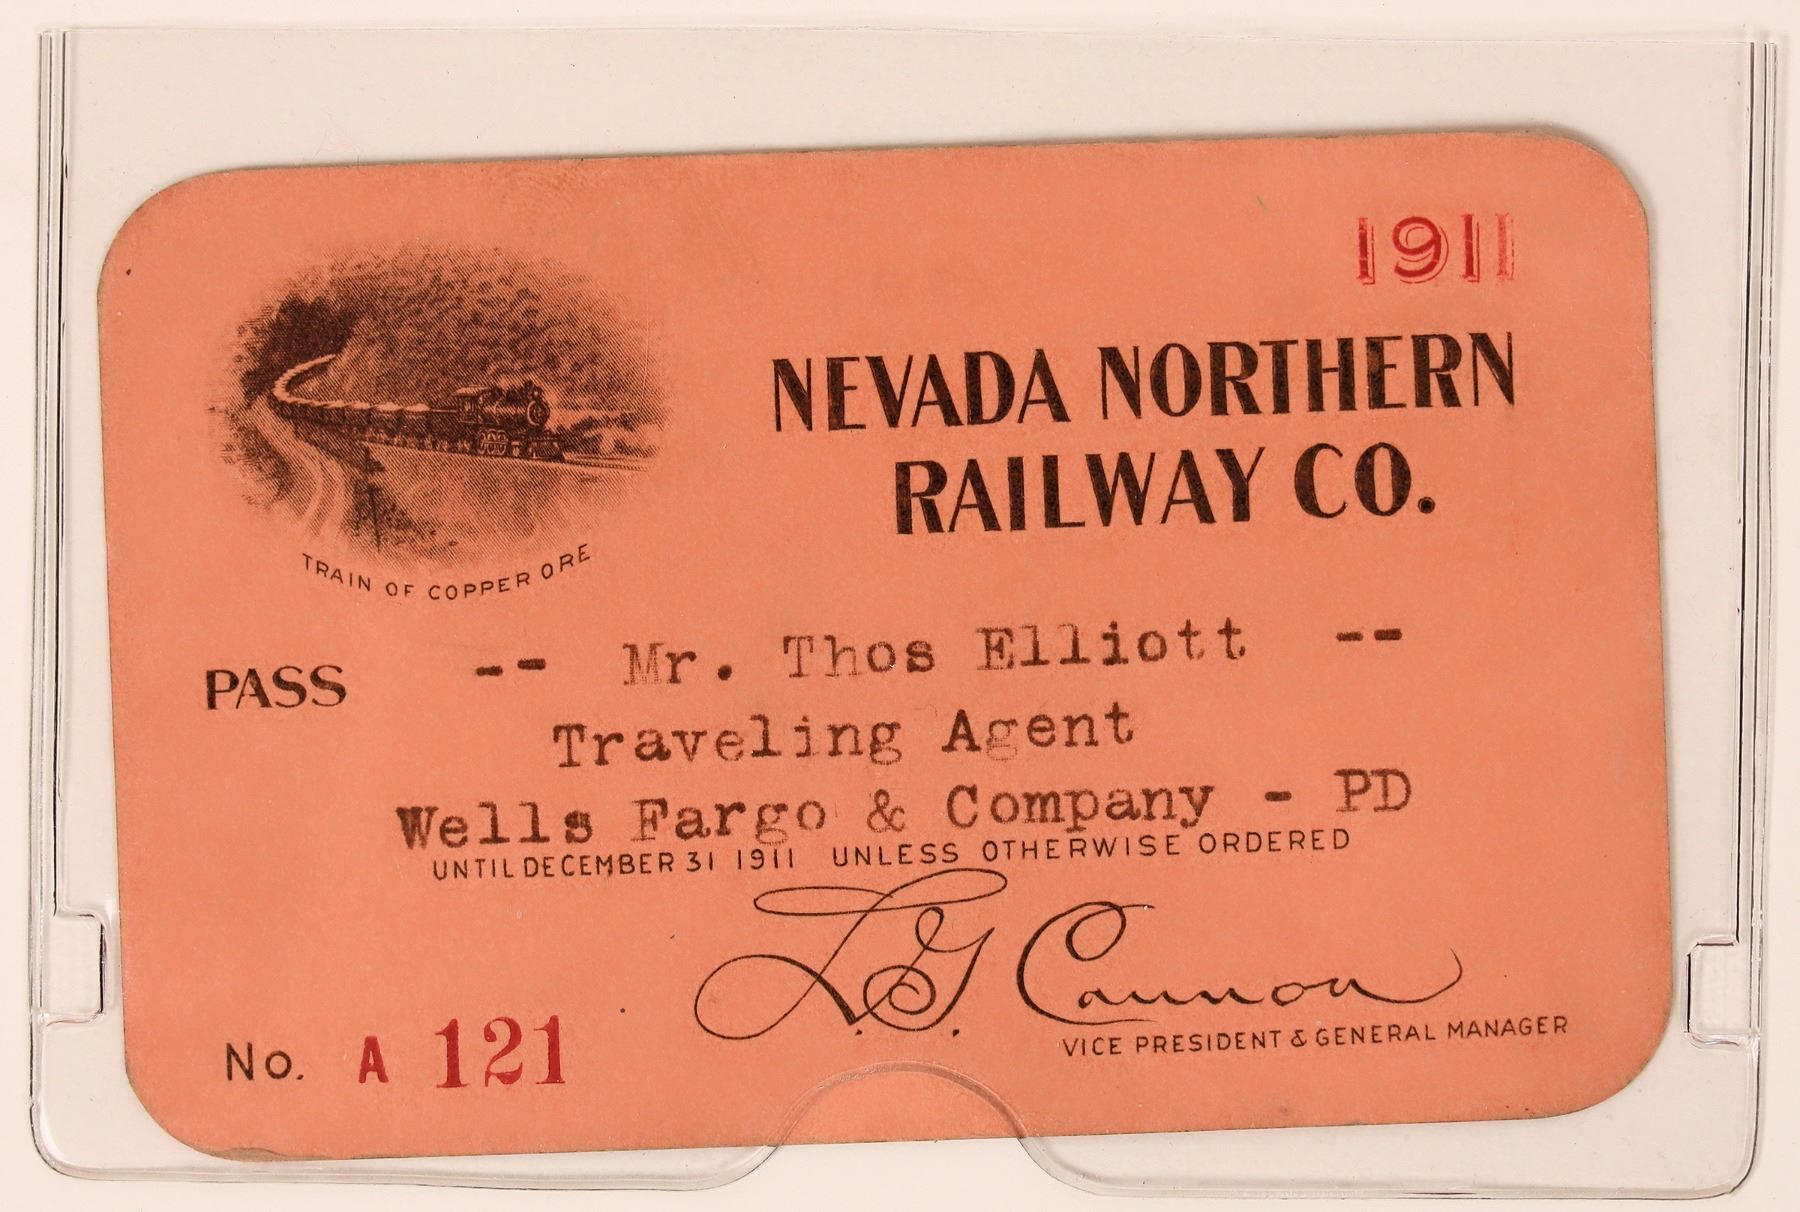 1911
NEVADA NORTHERN
RAILWAY CO.
TRAIN OF COPPER ORE
PASS -- Mr. Thos Elliott --
Traveling Agent
Wells Fargo & Company - PD
UNTIL DECEMBER 31 1911 UNLESS OTHERWISE ORDERED
L.G. Cannon
VICE PRESIDENT & GENERAL MANAGER
No. A 121